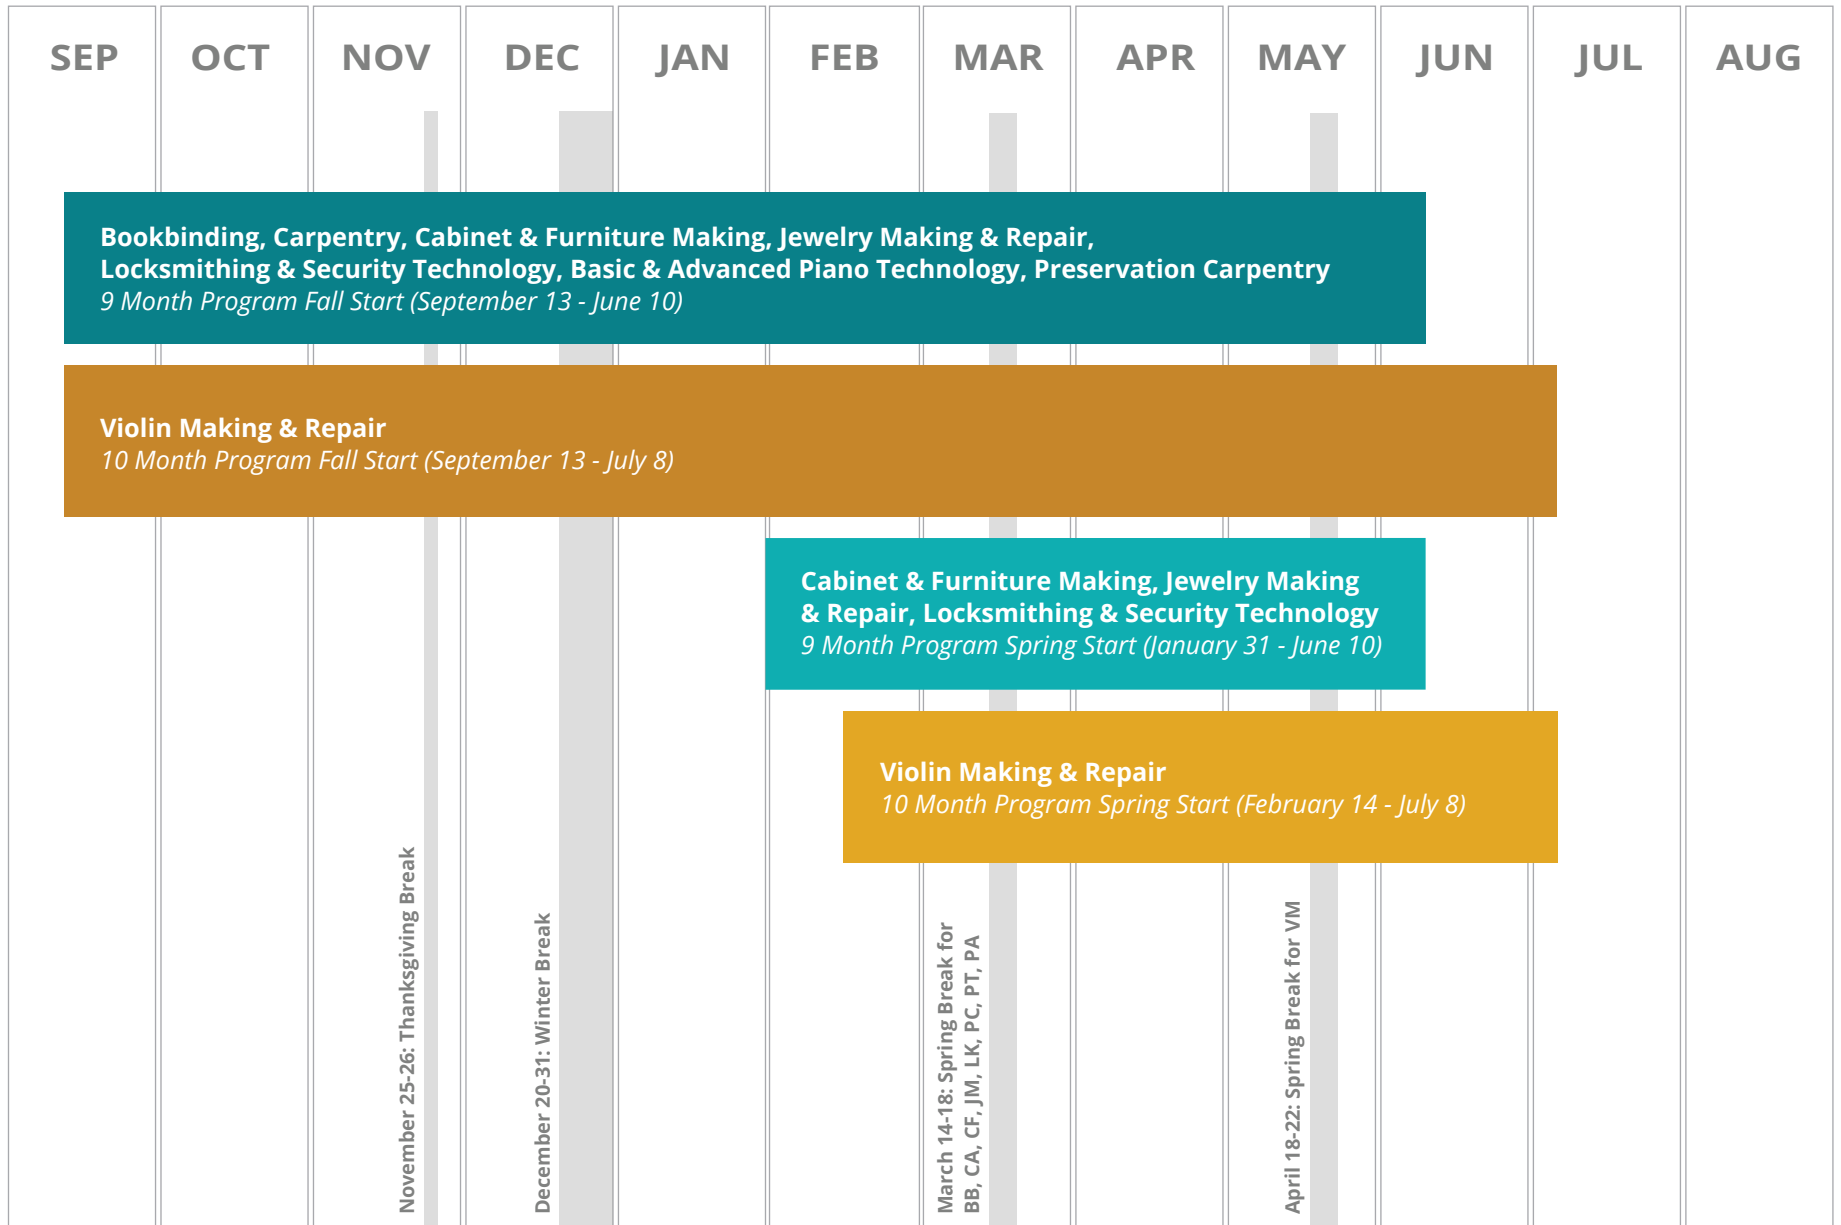 SEP OCT NOV DEC JAN FEB MAR APR MAY JUN JUL AUG
Bookbinding, Carpentry, Cabinet & Furniture Making, Jewelry Making & Repair,
Locksmithing & Security Technology, Basic & Advanced Piano Technology, Preservation Carpentry
9 Month Program Fall Start (September 13 - June 10)
Violin Making & Repair
10 Month Program Fall Start (September 13 - July 8)
Cabinet & Furniture Making, Jewelry Making
& Repair, Locksmithing & Security Technology
9 Month Program Spring Start (January 31 - June 10)
Violin Making & Repair
10 Month Program Spring Start (February 14 - July 8)
November 25-26: Thanksgiving Break
December 20-31: Winter Break
March 14-18: Spring Break for
BB, CA, CF, JM, LK, PC, PT, PA
April 18-22: Spring Break for VM